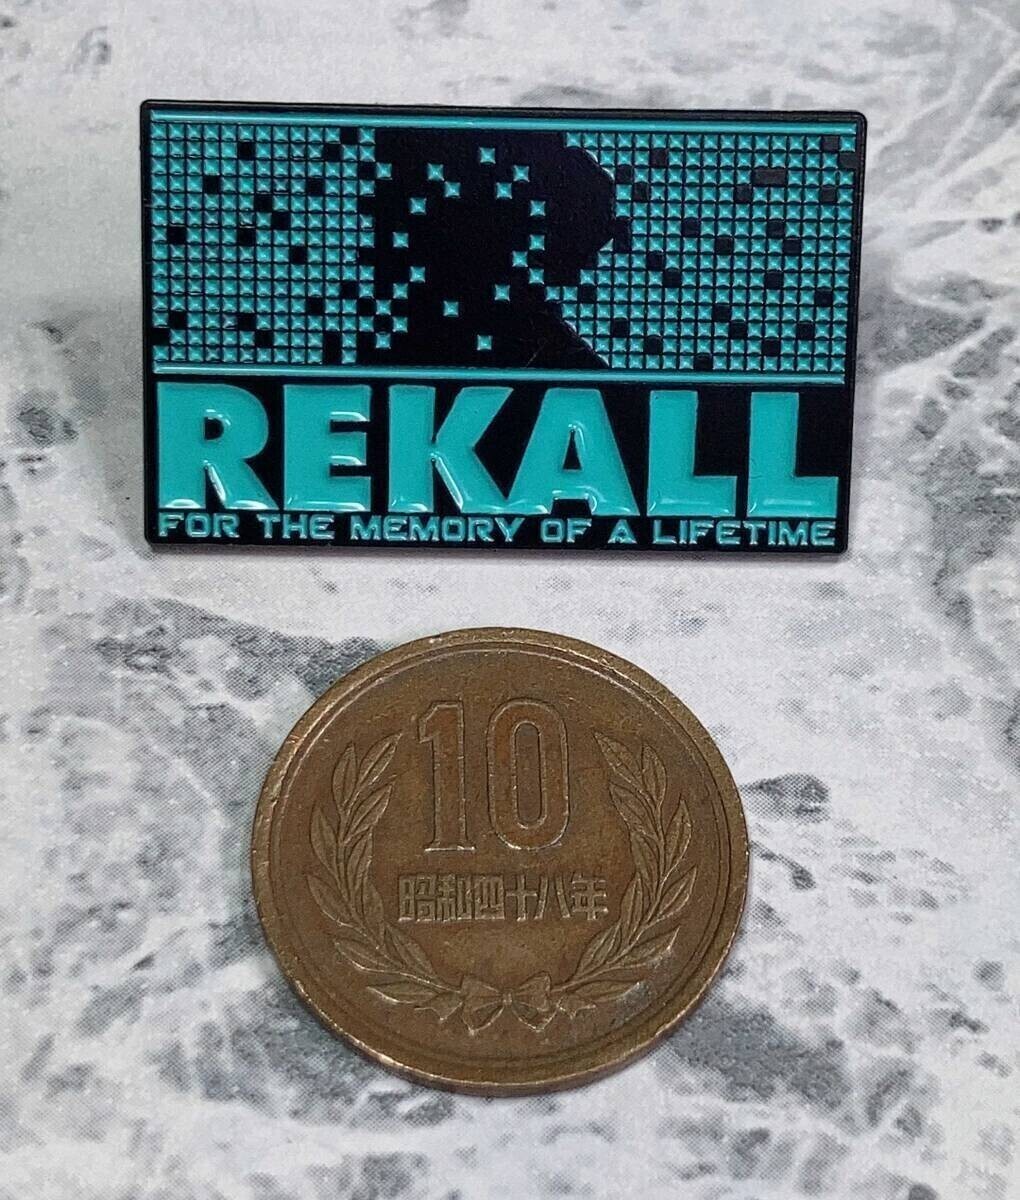 REKALL
FOR THE MEMORY OF A LIFETIME
10
昭和四十八年